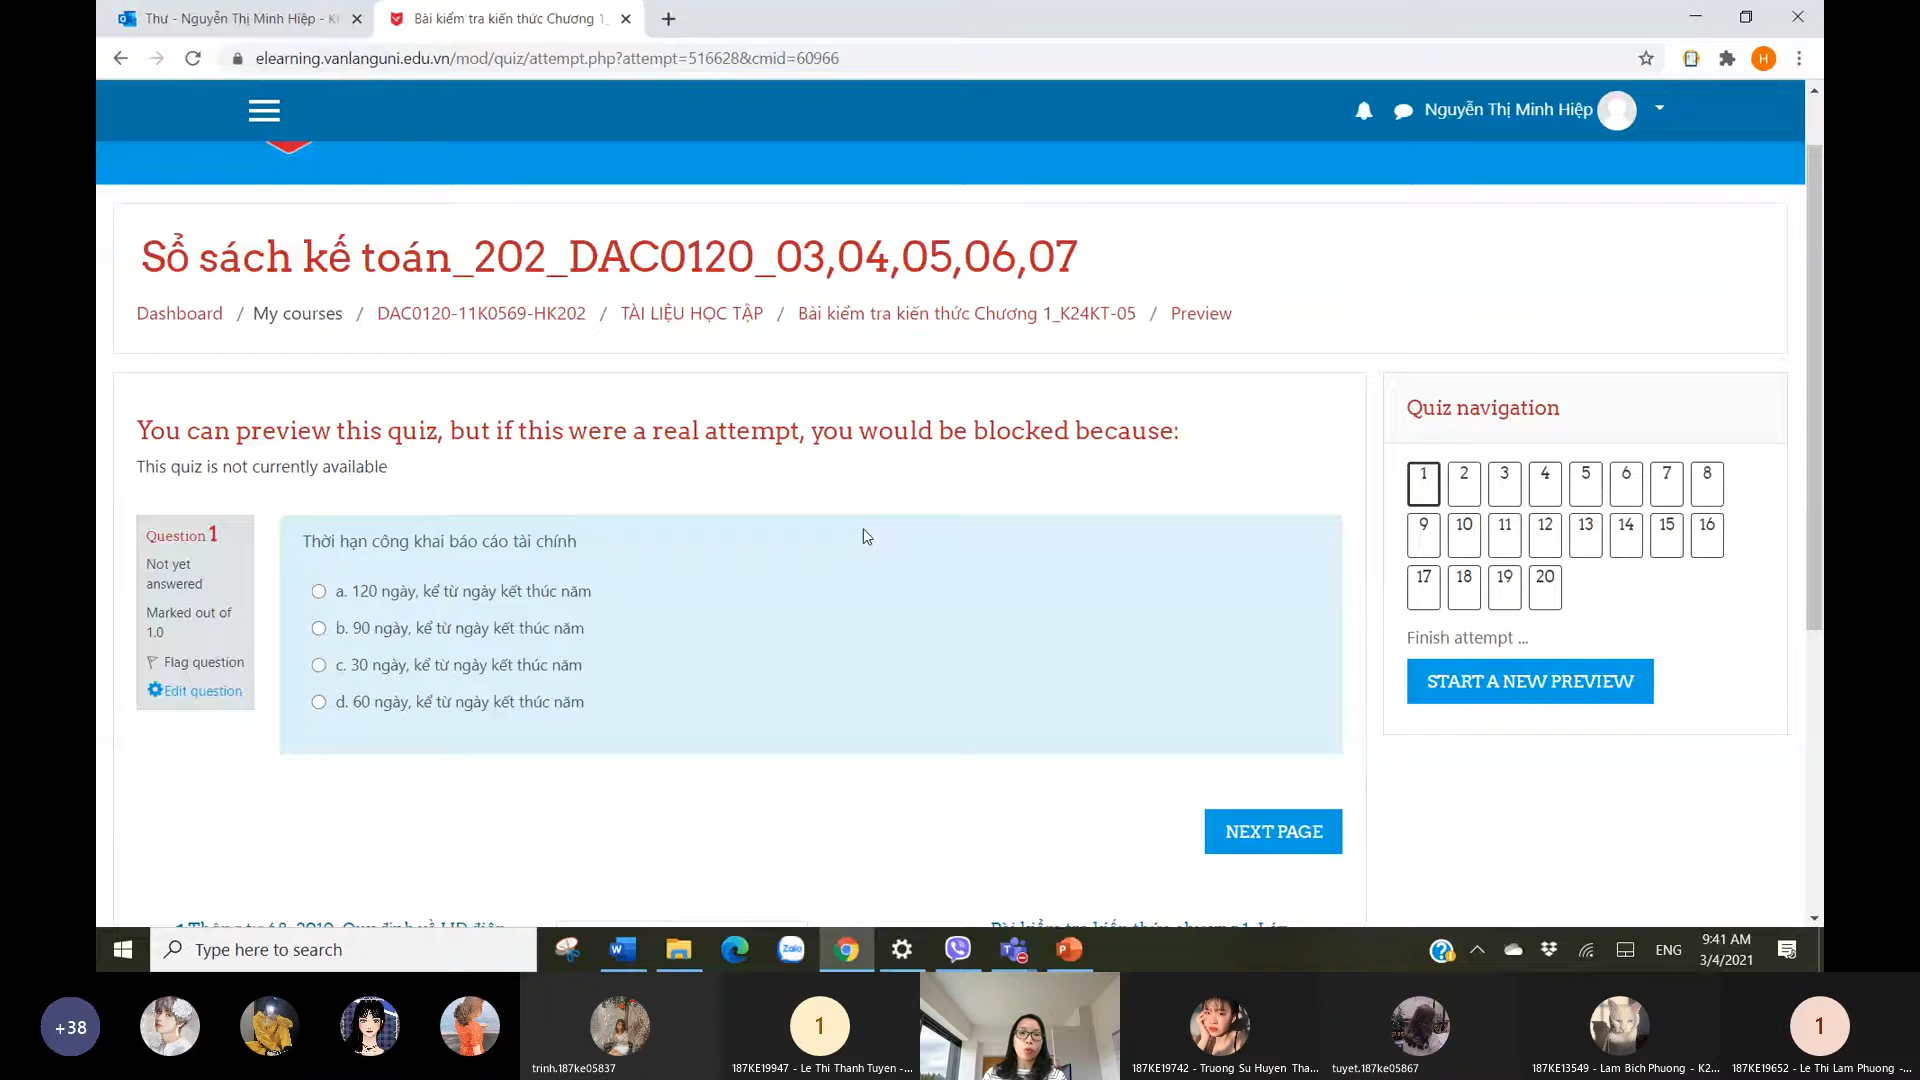 Thư - Nguyễn Thị Minh Hiệp - K
Bài kiểm tra kiến thức Chương 1_
elearning.vanlanguni.edu.vn/mod/quiz/attempt.php?attempt=516628&cmid=60966
H
Nguyễn Thị Minh Hiệp
Sổ sách kế toán_202_DAC0120_03,04,05,06,07
Dashboard / My courses / DAC0120-11K0569-HK202 / TÀI LIỆU HỌC TẬP / Bài kiểm tra kiến thức Chương 1_K24KT-05 / Preview
You can preview this quiz, but if this were a real attempt, you would be blocked because:
This quiz is not currently available
Question 1
Not yet
answered
Marked out of
1.0
Flag question
Edit question
Thời hạn công khai báo cáo tài chính
a. 120 ngày, kể từ ngày kết thúc năm
b. 90 ngày, kể từ ngày kết thúc năm
c. 30 ngày, kể từ ngày kết thúc năm
d. 60 ngày, kể từ ngày kết thúc năm
NEXT PAGE
Quiz navigation
1 2 3 4 5 6 7 8
9 10 11 12 13 14 15 16
17 18 19 20
Finish attempt ...
START A NEW PREVIEW
Type here to search
Zalo
ENG
9:41 AM
3/4/2021
+38
1
1
trinh.187ke05837
187KE19947 - Le Thi Thanh Tuyen -...
187KE19742 - Truong Su Huyen Tha...
tuyet.187ke05867
187KE13549 - Lam Bich Phuong - K2...
187KE19652 - Le Thi Lam Phuong -...